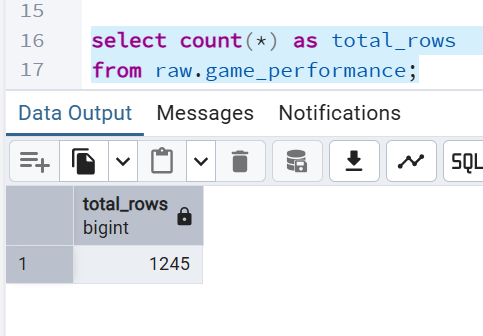 15
16 select count(*) as total_rows
17 from raw.game_performance;
Data Output Messages Notifications
SQL
total_rows
bigint
1 1245